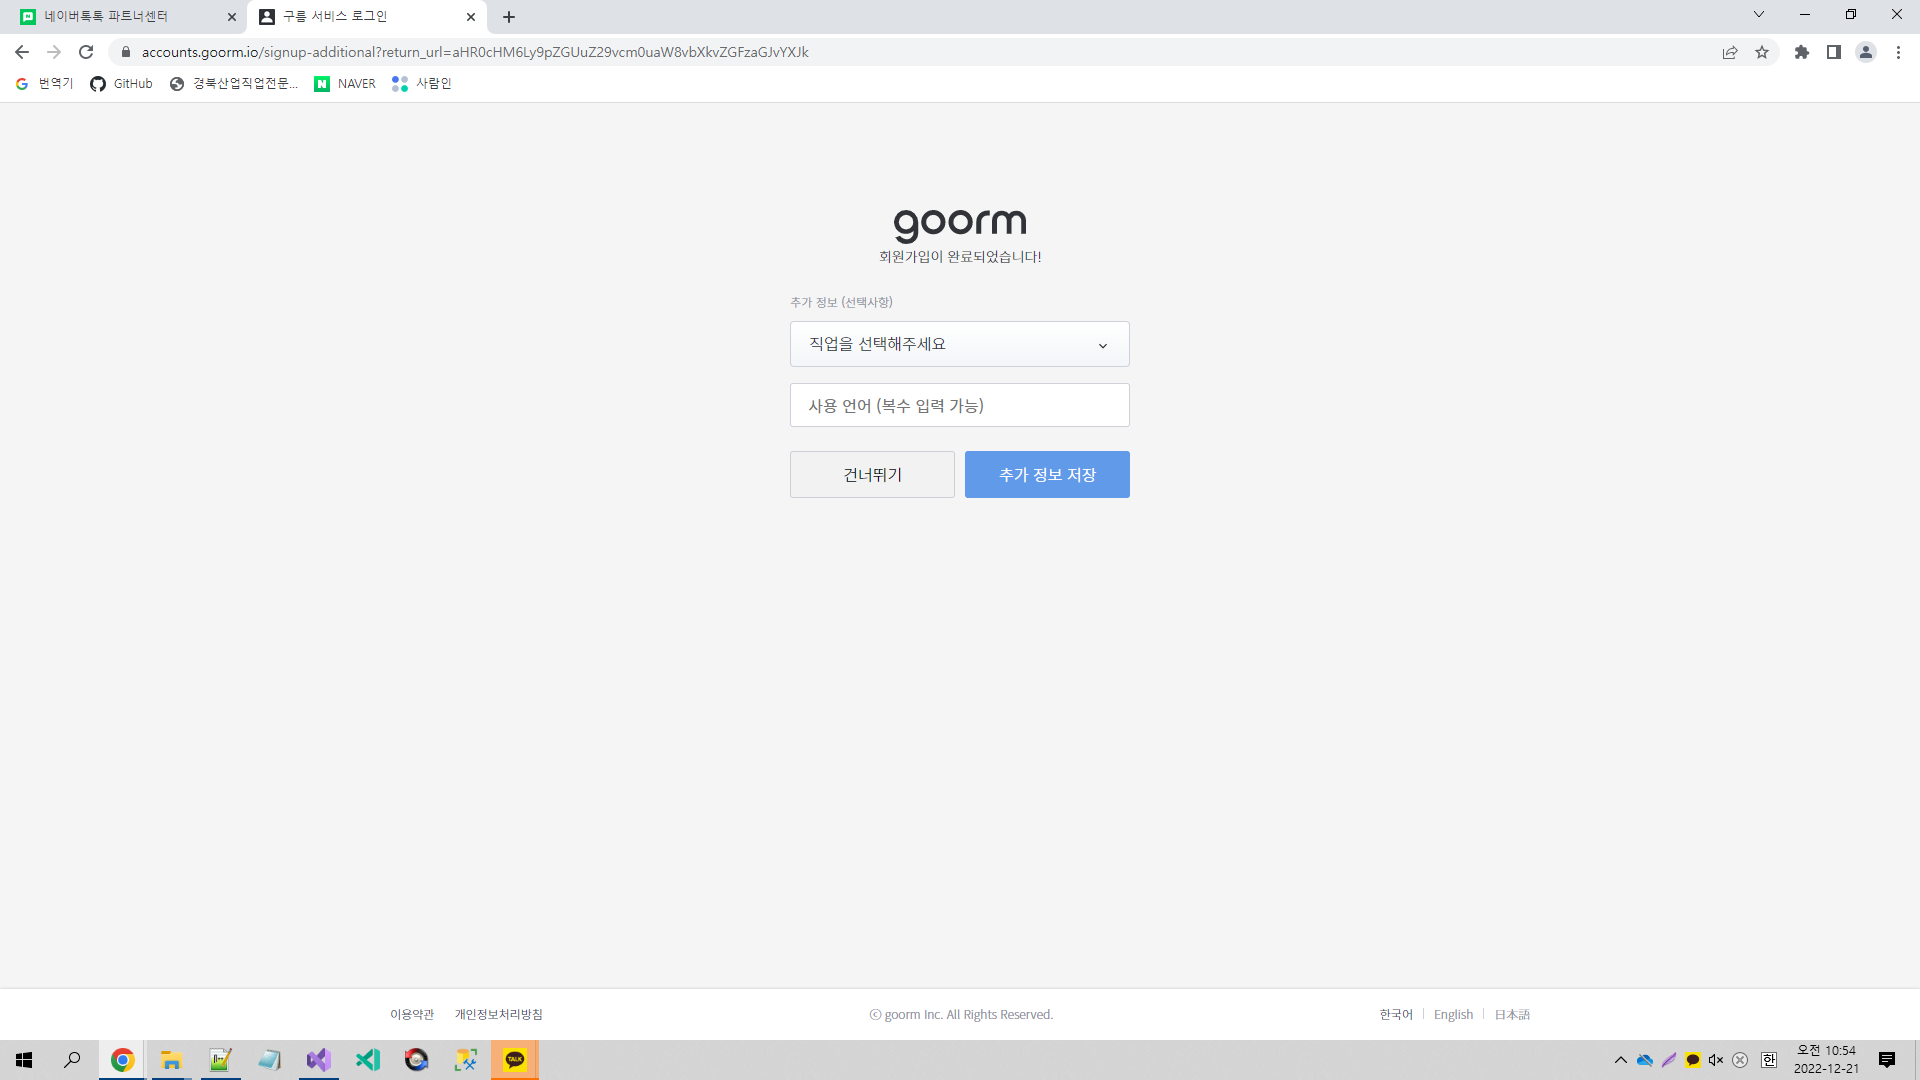 네이버톡톡 파트너센터
구름 서비스 로그인
accounts.goorm.io/signup-additional?return_url=aHR0cHM6Ly9pZGUuZ29vcm0uaW8vbXkvZGFzaGJvYXJk
번역기
GitHub
경북산업직업전문...
NAVER
사람인
goorm
회원가입이 완료되었습니다!
추가 정보 (선택사항)
직업을 선택해주세요
사용 언어 (복수 입력 가능)
건너뛰기
추가 정보 저장
이용약관
개인정보처리방침
ⓒ goorm Inc. All Rights Reserved.
한국어
English
日本語
TALK
한
오전 10:54
2022-12-21